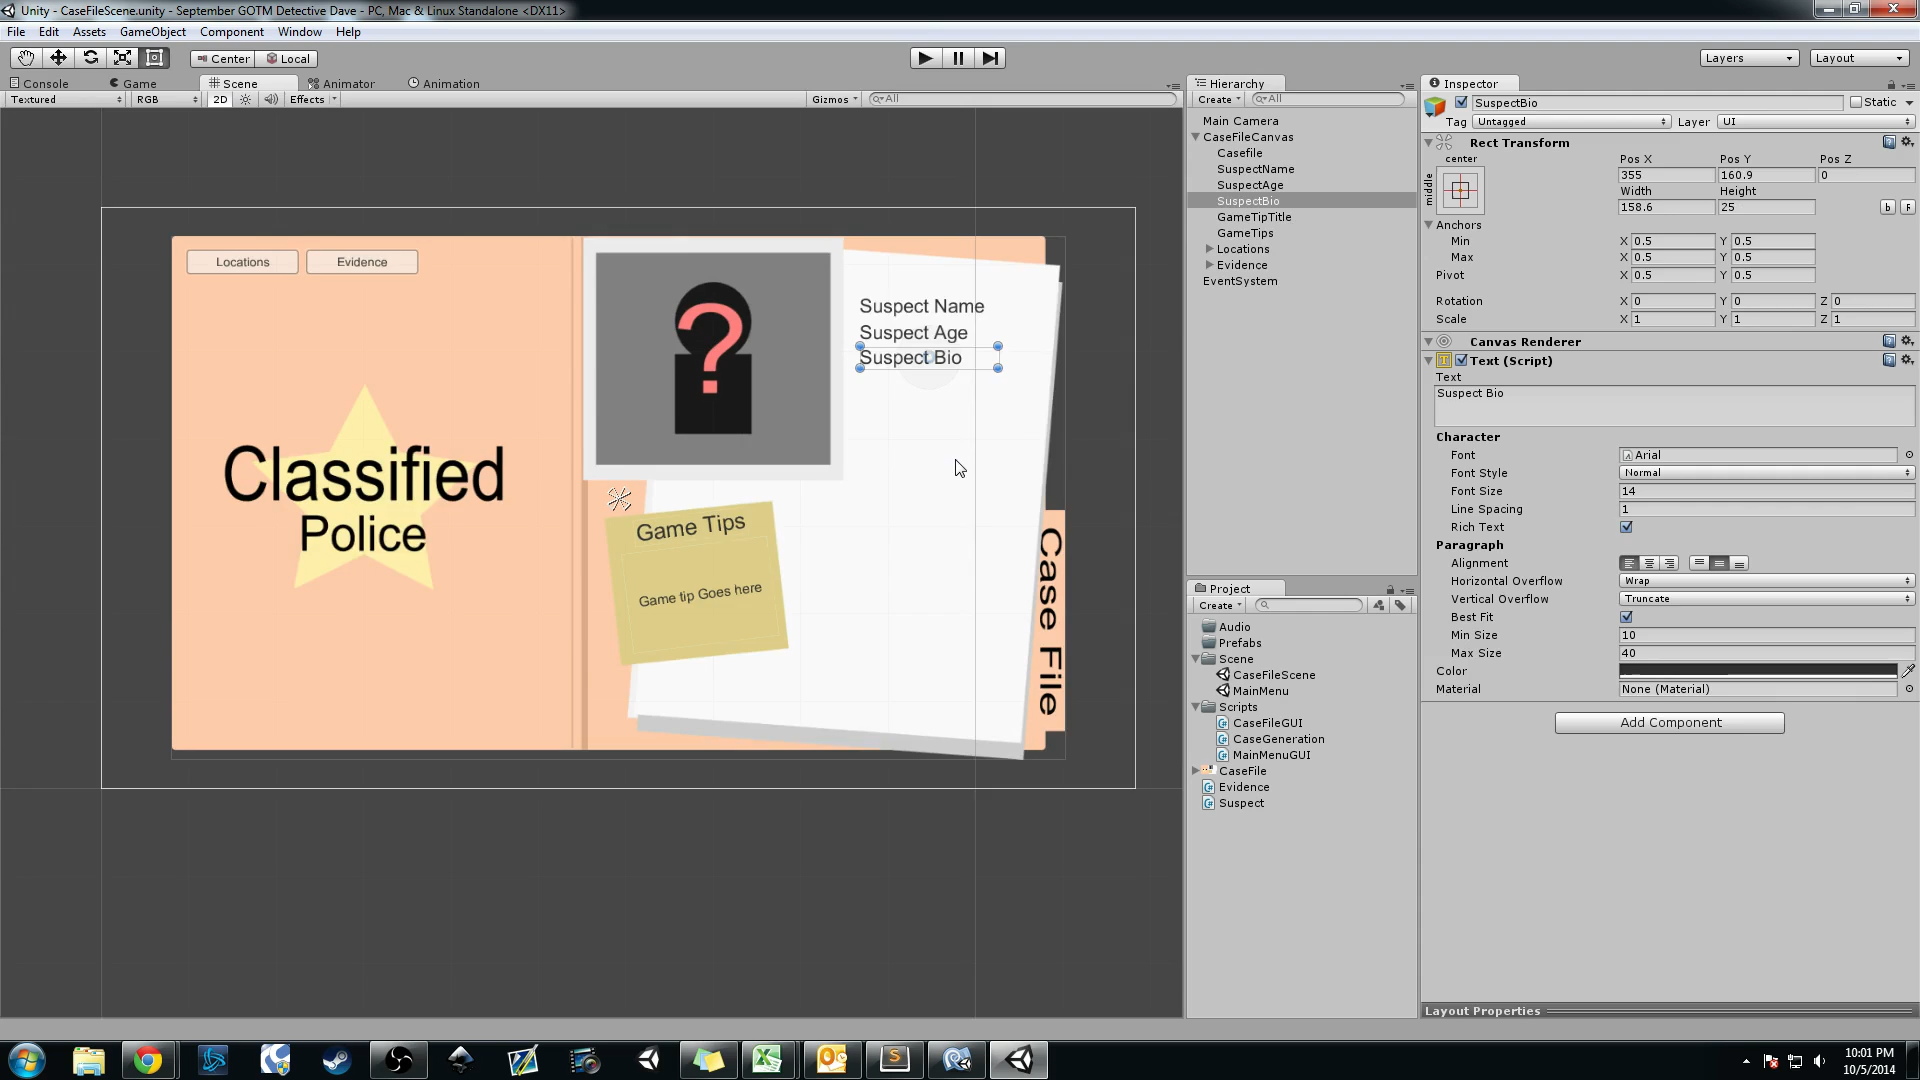 Unity - CaseFileScene.unity - September GOTM Detective Dave - PC, Mac & Linux Standalone <DX11>
File Edit Assets GameObject Component Window Help
Center Local
Layers Layout
Console Game Scene Animator Animation
Textured RGB 2D Effects Gizmos All
Locations Evidence
Classified
Police
Suspect Name
Suspect Age
Suspect Bio
Game Tips
Game tip Goes here
Case File
Hierarchy
Create All
Main Camera
CaseFileCanvas
Casefile
SuspectName
SuspectAge
SuspectBio
GameTipTitle
GameTips
Locations
Evidence
EventSystem
Project
Create
Audio
Prefabs
Scene
CaseFileScene
MainMenu
Scripts
CaseFileGUI
CaseGeneration
MainMenuGUI
CaseFile
Evidence
Suspect
Inspector
SuspectBio Static
Tag Untagged Layer UI
Rect Transform
center Pos X Pos Y Pos Z
middle 355 160.9 0
Width Height
158.6 25
Anchors
Min X 0.5 Y 0.5
Max X 0.5 Y 0.5
Pivot X 0.5 Y 0.5
Rotation X 0 Y 0 Z 0
Scale X 1 Y 1 Z 1
Canvas Renderer
Text (Script)
Text
Suspect Bio
Character
Font Arial
Font Style Normal
Font Size 14
Line Spacing 1
Rich Text
Paragraph
Alignment
Horizontal Overflow Wrap
Vertical Overflow Truncate
Best Fit
Min Size 10
Max Size 40
Color
Material None (Material)
Add Component
Layout Properties
10:01 PM
10/5/2014